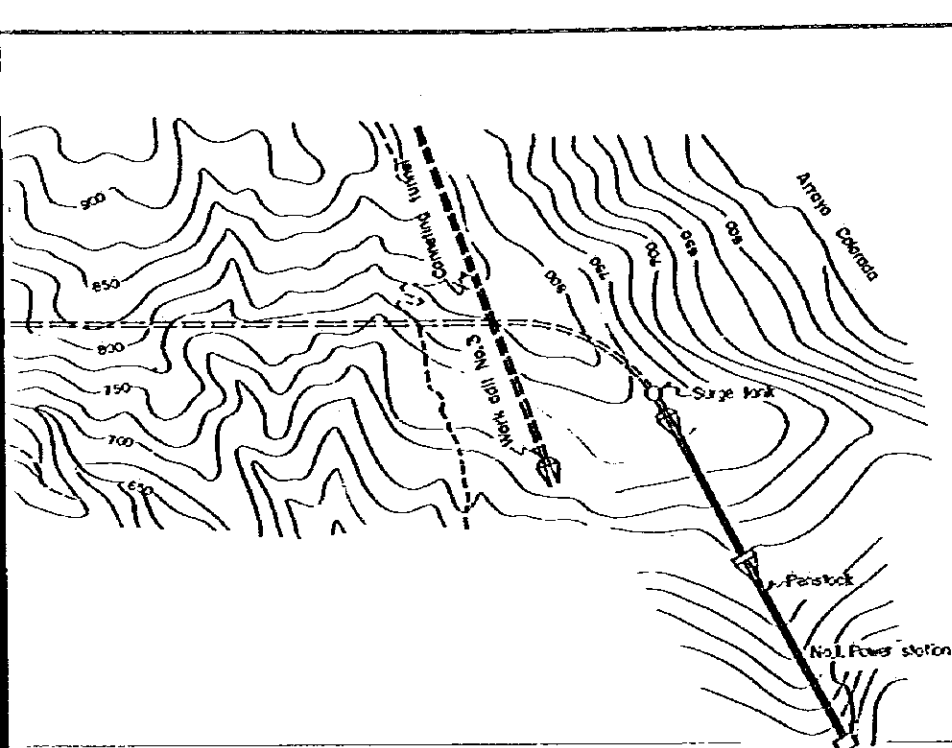 900
850
800
750
700
650
Connecting tunnel
Work adit No.3
800
750
700
650
600
Arroyo Colorado
Surge tank
Penstock
No.1 Power station